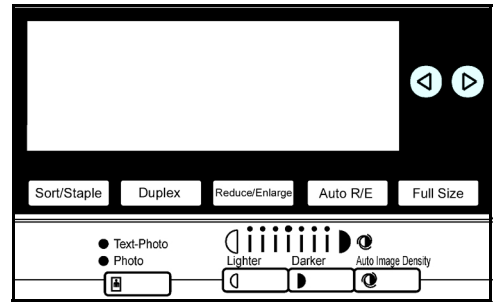 Sort/Staple Duplex Reduce/Enlarge Auto R/E Full Size
Text-Photo
Photo
Lighter Darker Auto Image Density